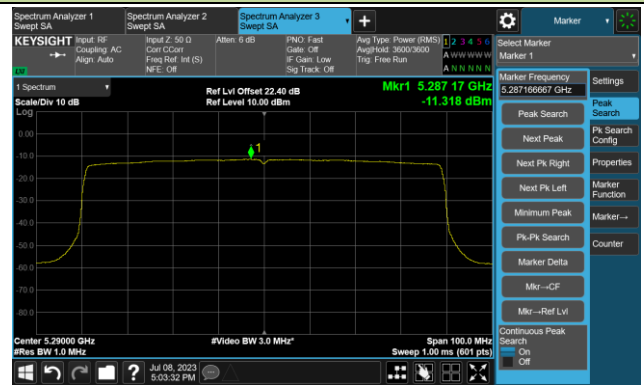 Spectrum Analyzer 1
Swept SA
Spectrum Analyzer 2
Swept SA
Spectrum Analyzer 3
Swept SA
Marker
KEYSIGHT
Input: RF
Coupling: AC
Align: Auto
Input Z: 50 Ω
Corr CCorr
Freq Ref: Int (S)
NFE: Off
Atten: 6 dB
PNO: Fast
Gate: Off
IF Gain: Low
Sig Track: Off
Avg Type: Power (RMS)
Avg|Hold: 3600/3600
Trig: Free Run
1 2 3 4 5 6
A W W W W W
A N N N N N
1 Spectrum
Scale/Div 10 dB
Log
Ref Lvl Offset 22.40 dB
Ref Level 10.00 dBm
Mkr1 5.287 17 GHz
-11.318 dBm
1
0.00
-10.0
-20.0
-30.0
-40.0
-50.0
-60.0
-70.0
-80.0
Center 5.29000 GHz
#Res BW 1.0 MHz
#Video BW 3.0 MHz*
Span 100.0 MHz
Sweep 1.00 ms (601 pts)
Select Marker
Marker 1
Marker Frequency
5.287166667 GHz
Peak Search
Next Peak
Next Pk Right
Next Pk Left
Minimum Peak
Pk-Pk Search
Marker Delta
Mkr→CF
Mkr→Ref Lvl
Continuous Peak
Search
On
Off
Settings
Peak
Search
Pk Search
Config
Properties
Marker
Function
Marker→
Counter
?
Jul 08, 2023
5:03:32 PM